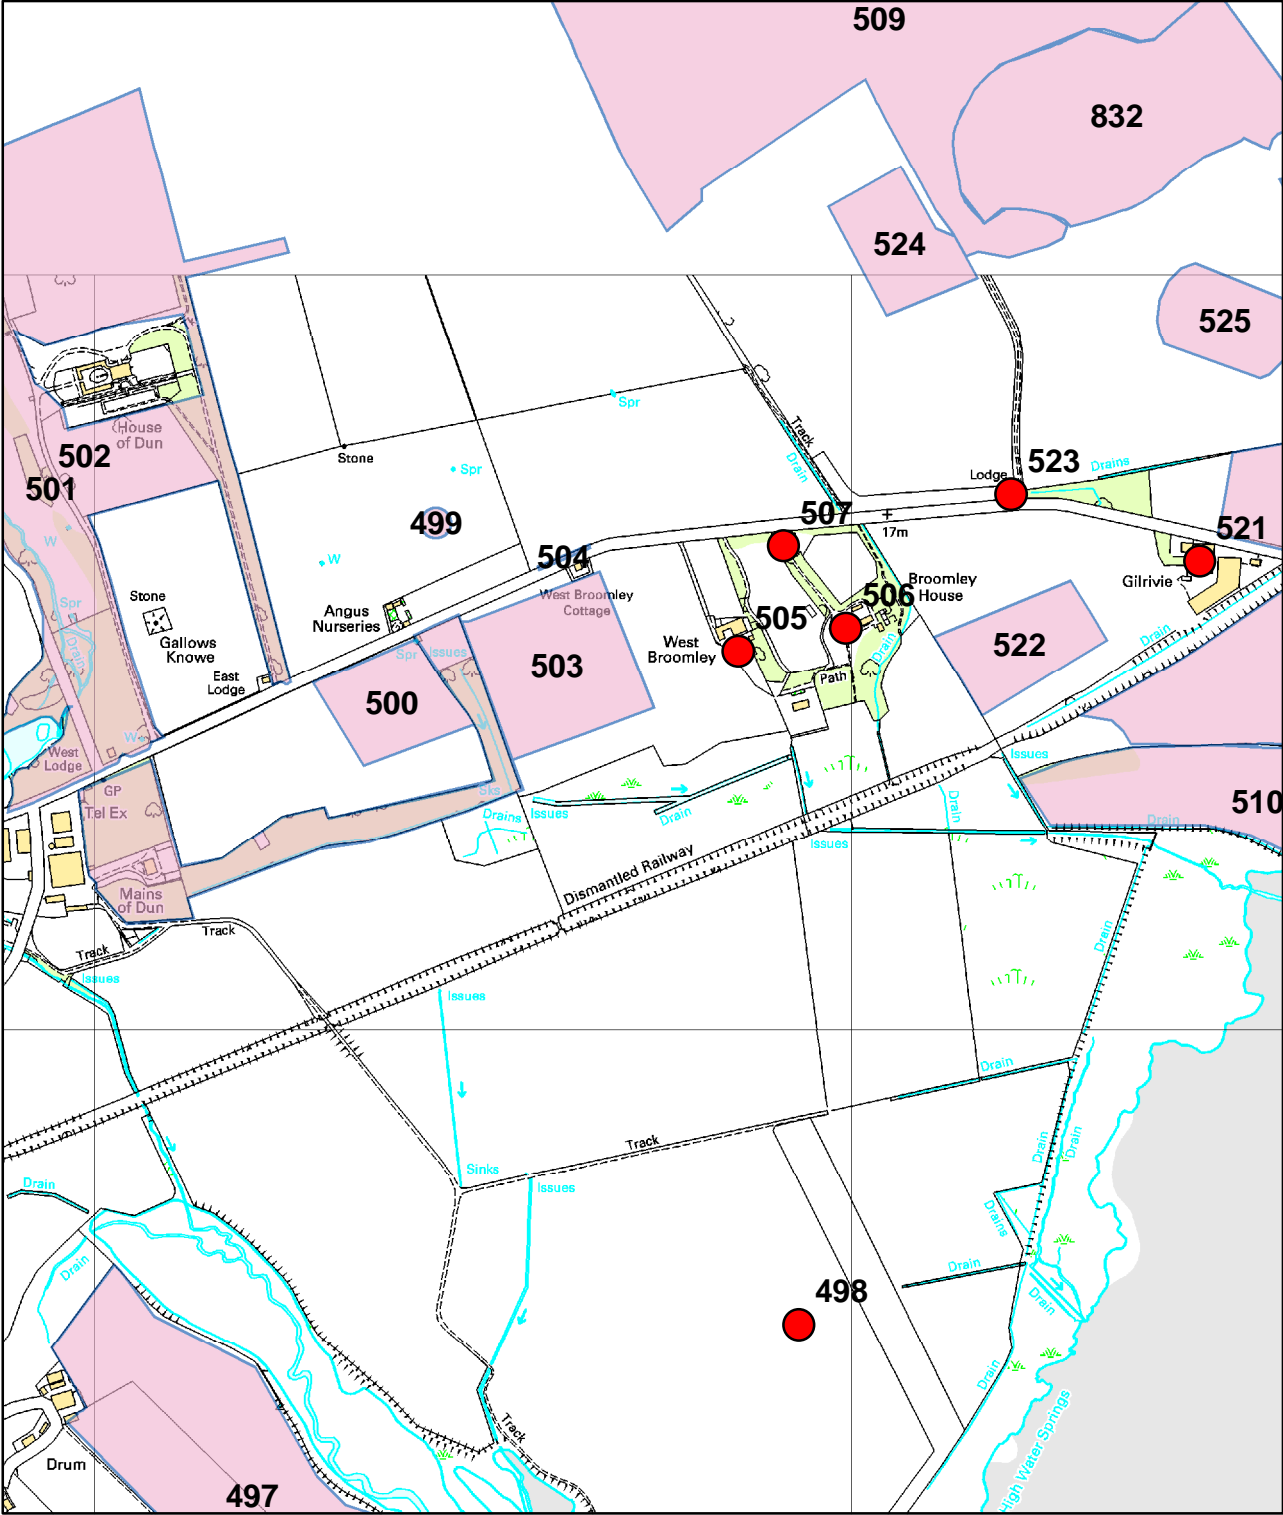 509
832
524
525
Spr
House
of Dun
502
501
Stone
Spr
Track
Drain
Lodge
523
Drains
499
507
17m
521
W
W
504
West Broomley
Cottage
Gilrivie
Broomley
House
506
Stone
Spr
Angus
Nurseries
505
Drain
Gallows
Knowe
Drain
Spr
Issues
503
West
Broomley
522
Drain
East
Lodge
500
Path
W
West
Lodge
Issues
GP
Tel Ex
Sks
Drains
Issues
Drain
Drain
510
Drain
Issues
Dismantled Railway
Mains
of Dun
Track
Track
Issues
Drain
Issues
Drain
Track
Drain
Drain
Sinks
Issues
Drain
Drains
Drain
Drain
Drain
498
Drain
High Water Springs
Track
Drum
497